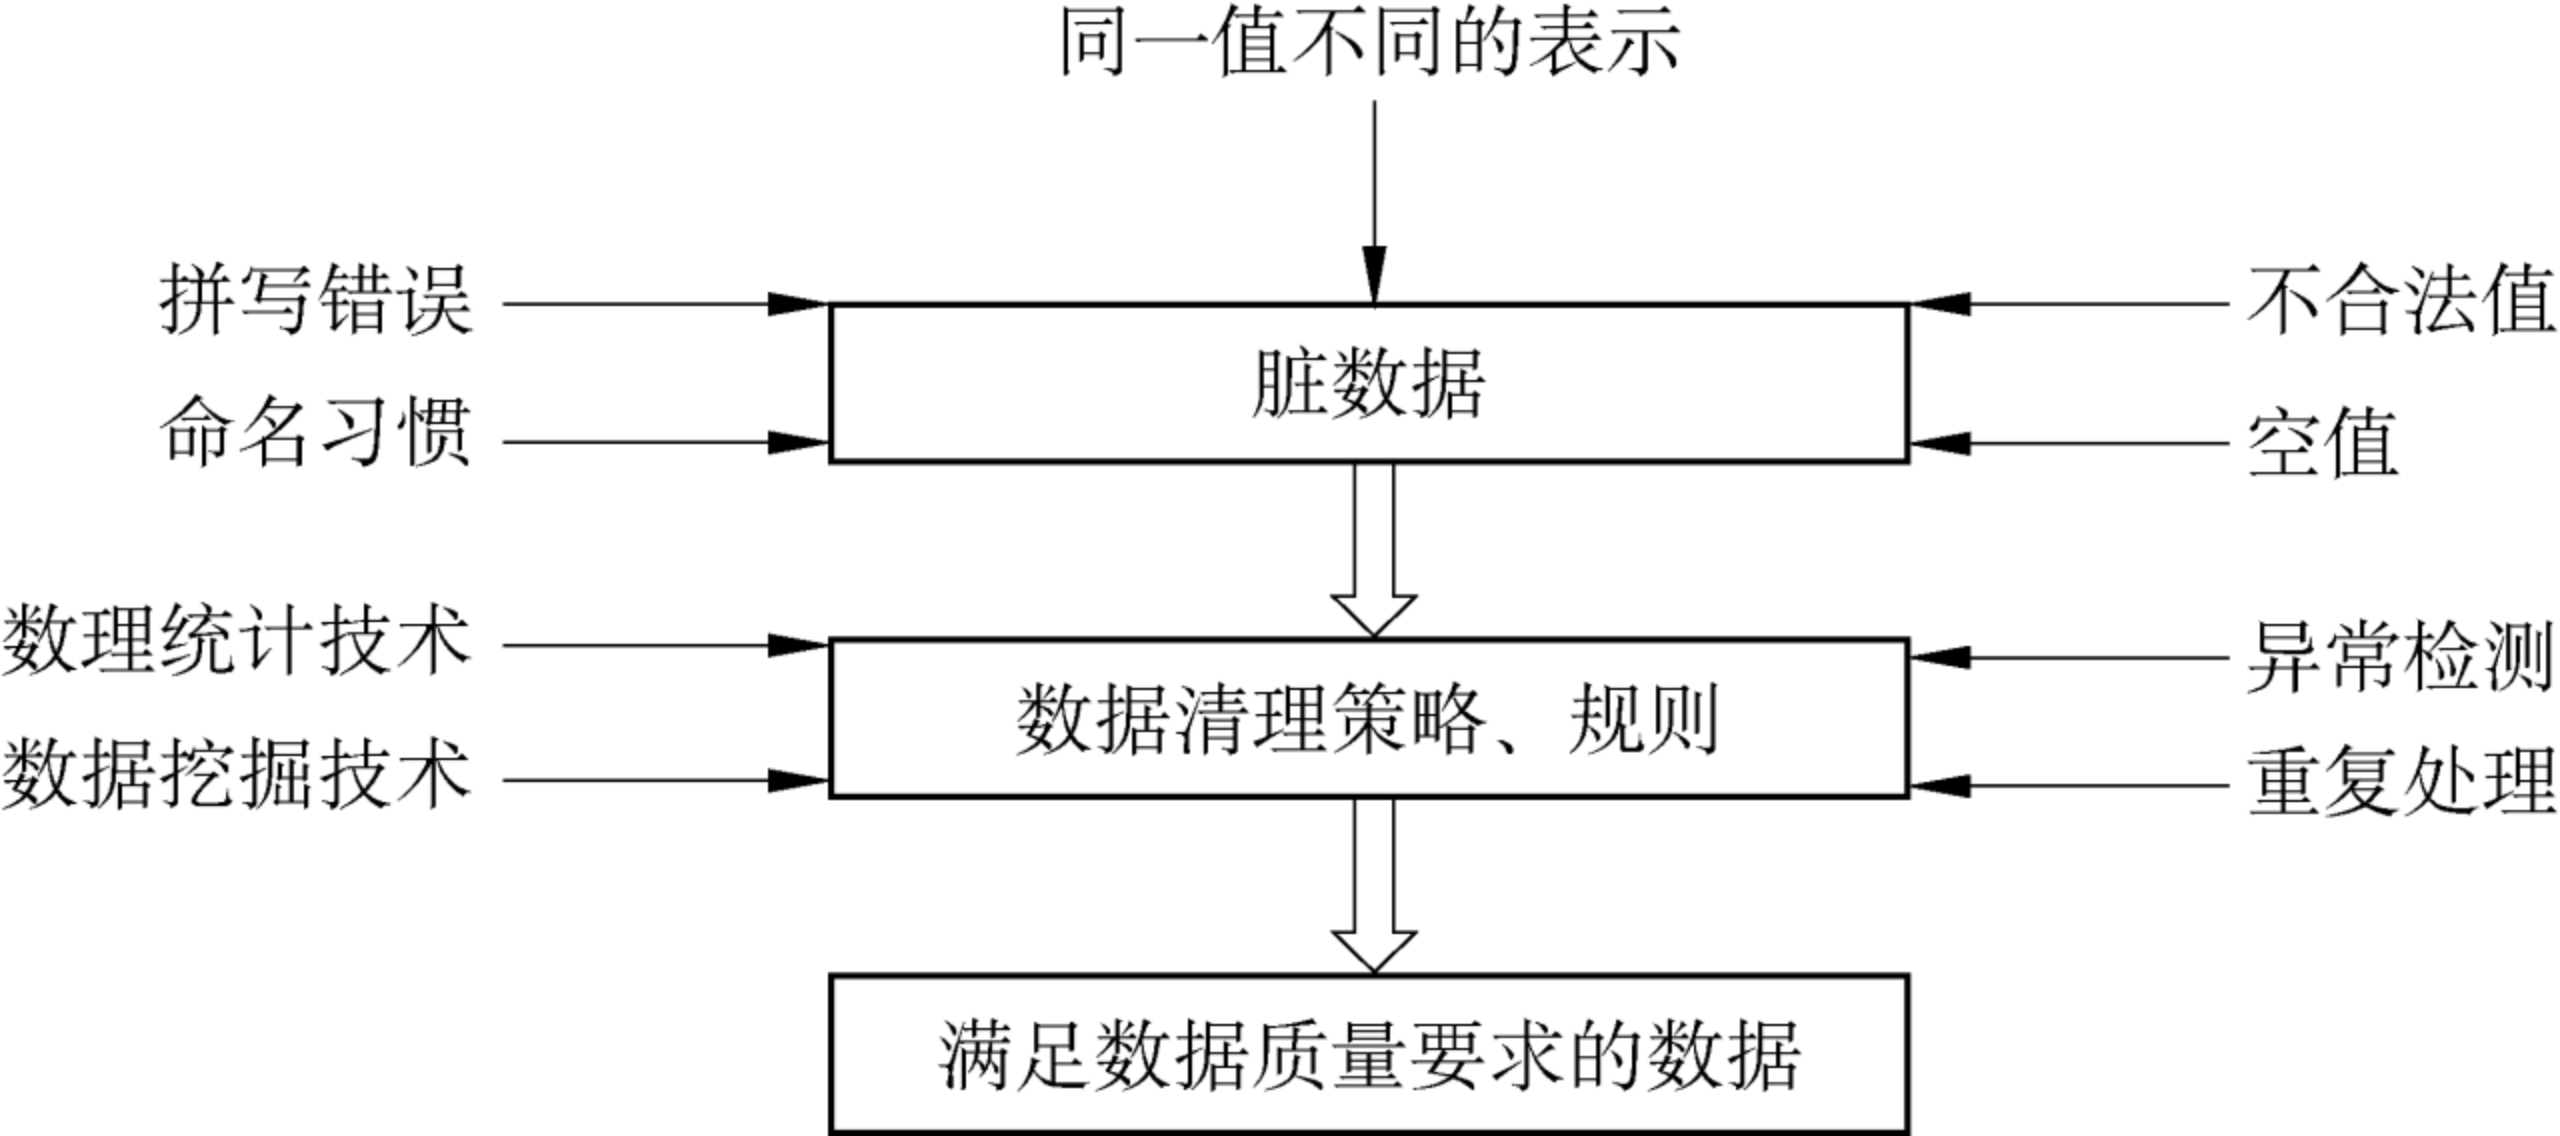 同一值不同的表示
拼写错误
不合法值
脏数据
命名习惯
空值
数理统计技术
异常检测
数据清理策略、规则
数据挖掘技术
重复处理
满足数据质量要求的数据